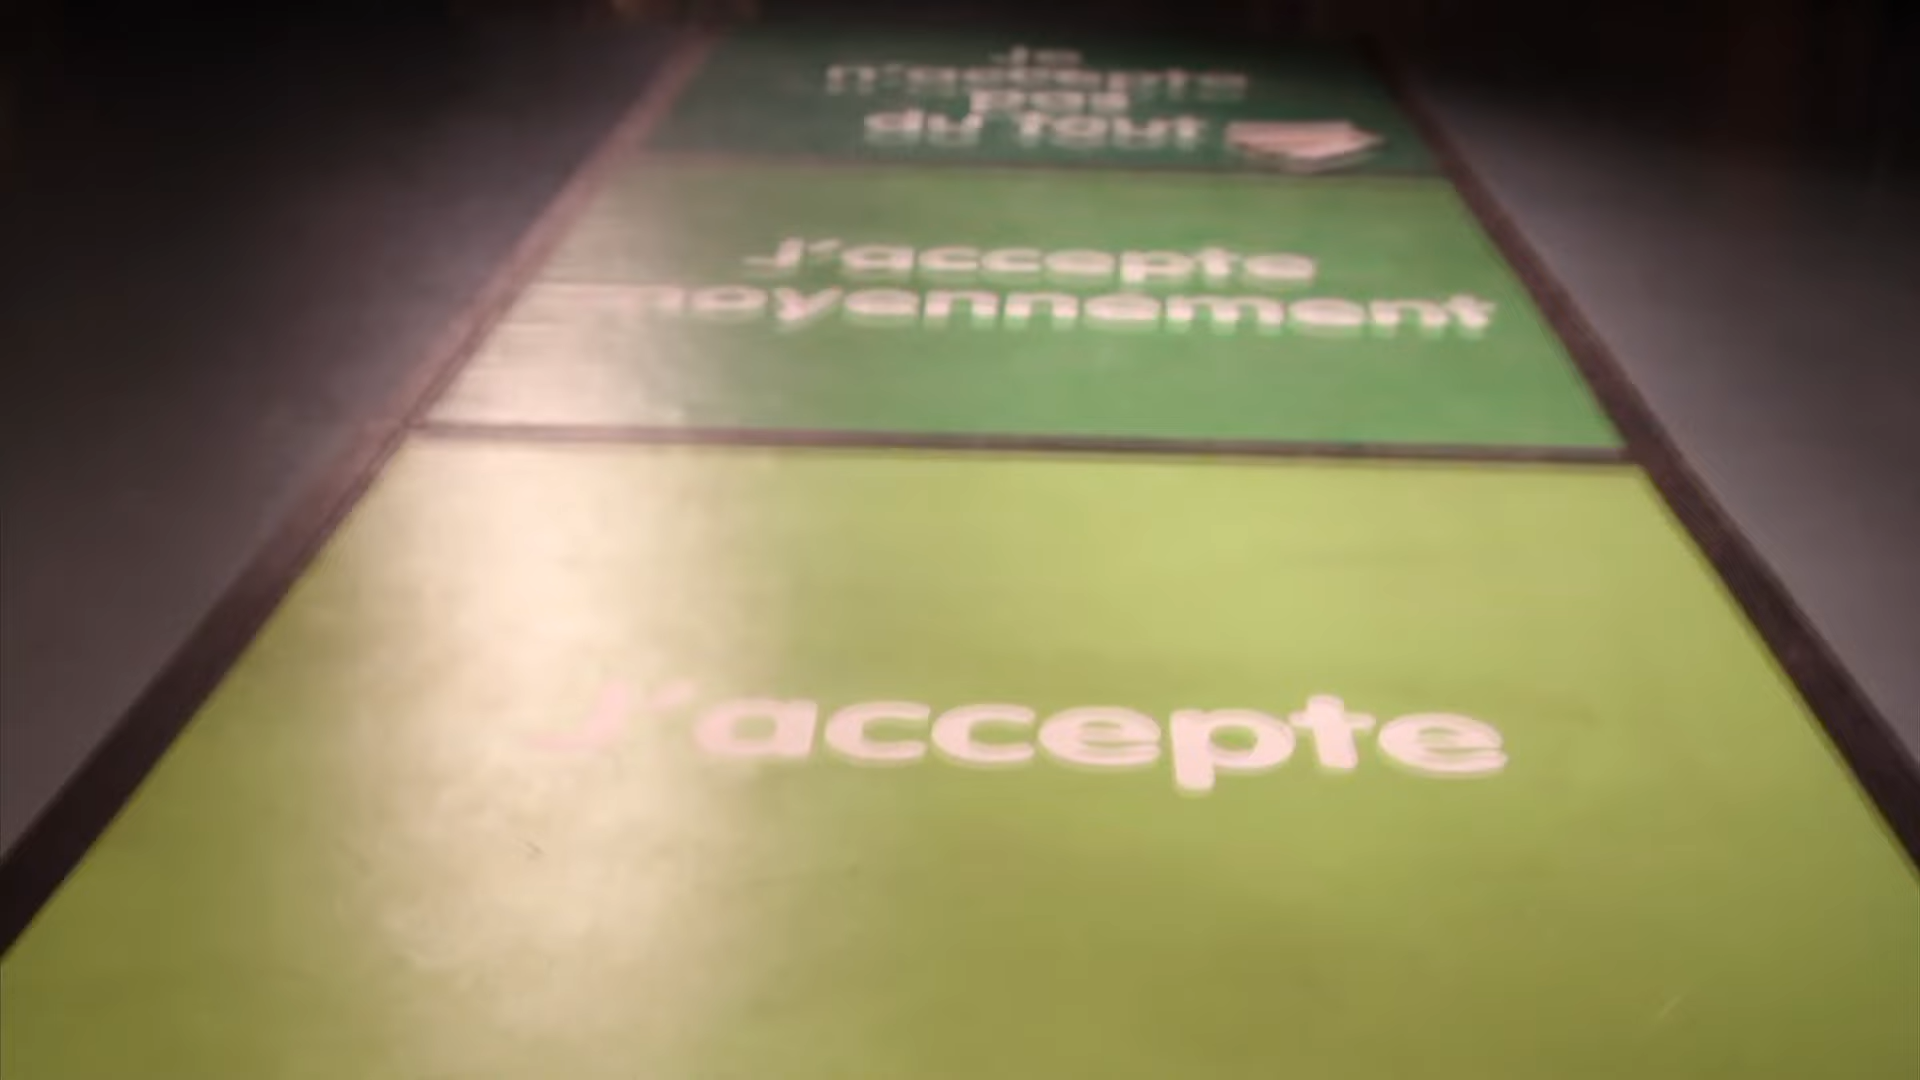 Je
n'accepte
pas
du tout
J'accepte
moyennement
J'accepte